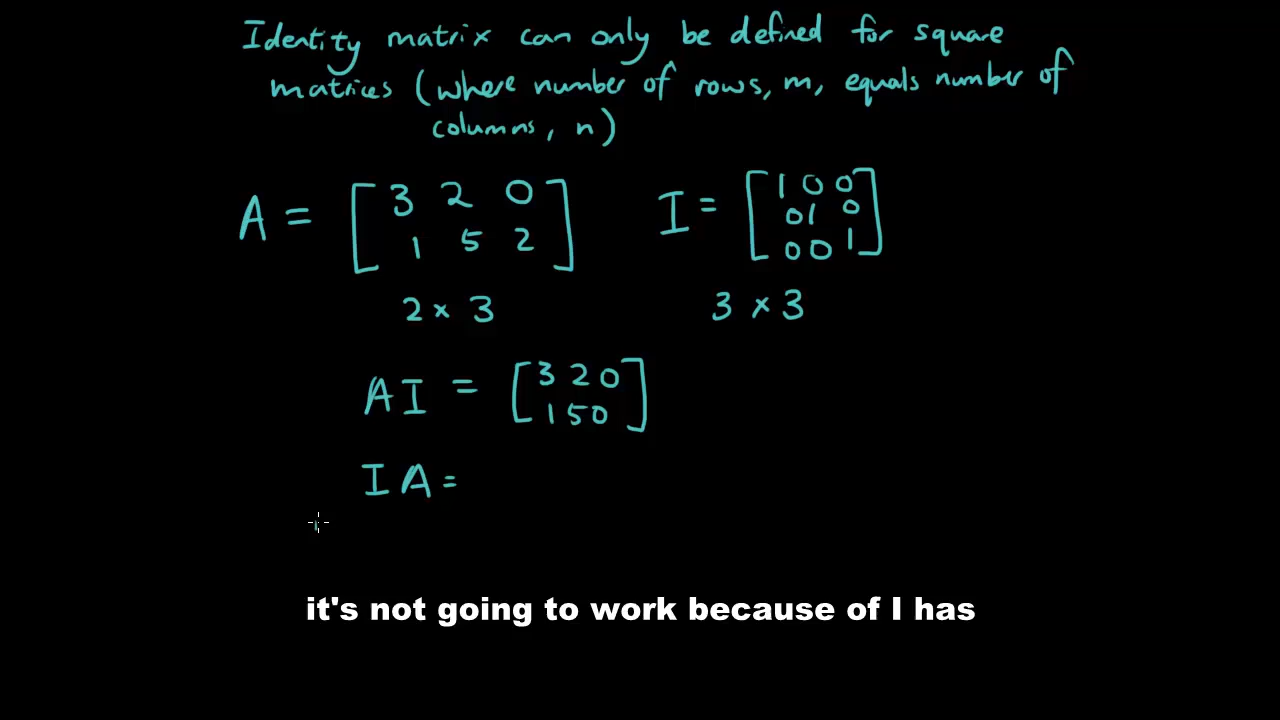 Identity matrix can only be defined for square
matrices (where number of rows, m, equals number of
columns, n)
A = [ 3 2 0
1 5 2 ]
I = [ 1 0 0
0 1 0
0 0 1 ]
2 × 3
3 × 3
AI = [ 3 2 0
1 5 0 ]
IA =
it's not going to work because of I has